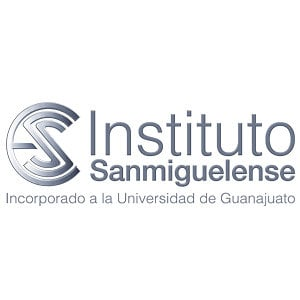 Instituto
Sanmiguelense
Incorporado a la Universidad de Guanajuato